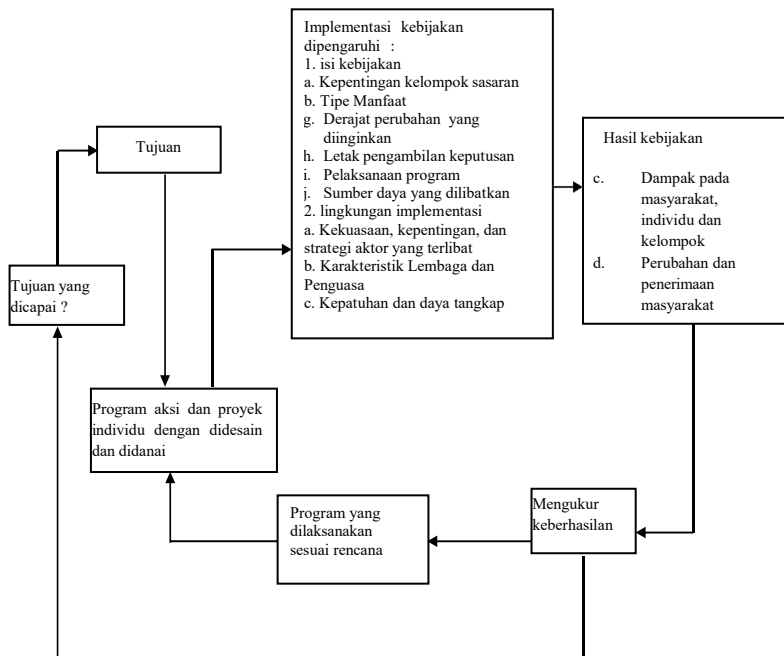 Implementasi kebijakan
dipengaruhi :
1. isi kebijakan
a. Kepentingan kelompok sasaran
b. Tipe Manfaat
g. Derajat perubahan yang
diinginkan
h. Letak pengambilan keputusan
i. Pelaksanaan program
j. Sumber daya yang dilibatkan
2. lingkungan implementasi
a. Kekuasaan, kepentingan, dan
strategi aktor yang terlibat
b. Karakteristik Lembaga dan
Penguasa
c. Kepatuhan dan daya tangkap
Tujuan
Hasil kebijakan
c. Dampak pada
masyarakat,
individu dan
kelompok
d. Perubahan dan
penerimaan
masyarakat
Tujuan yang
dicapai ?
Program aksi dan proyek
individu dengan didesain
dan didanai
Program yang
dilaksanakan
sesuai rencana
Mengukur
keberhasilan